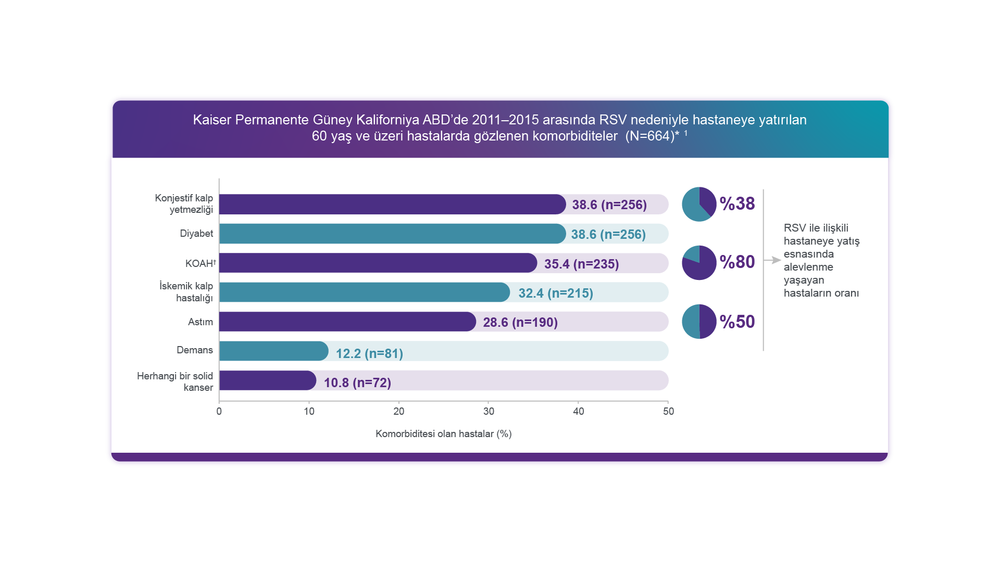 Kaiser Permanente Güney Kaliforniya ABD’de 2011–2015 arasında RSV nedeniyle hastaneye yatırılan
60 yaş ve üzeri hastalarda gözlenen komorbiditeler (N=664)* 1
Konjestif kalp
yetmezliği
38.6 (n=256)
%38
Diyabet
38.6 (n=256)
KOAH†
35.4 (n=235)
%80
İskemik kalp
hastalığı
32.4 (n=215)
Astım
28.6 (n=190)
%50
Demans
12.2 (n=81)
Herhangi bir solid
kanser
10.8 (n=72)
0 10 20 30 40 50
Komorbiditesi olan hastalar (%)
RSV ile ilişkili
hastaneye yatış
esnasında
alevlenme
yaşayan
hastaların oranı